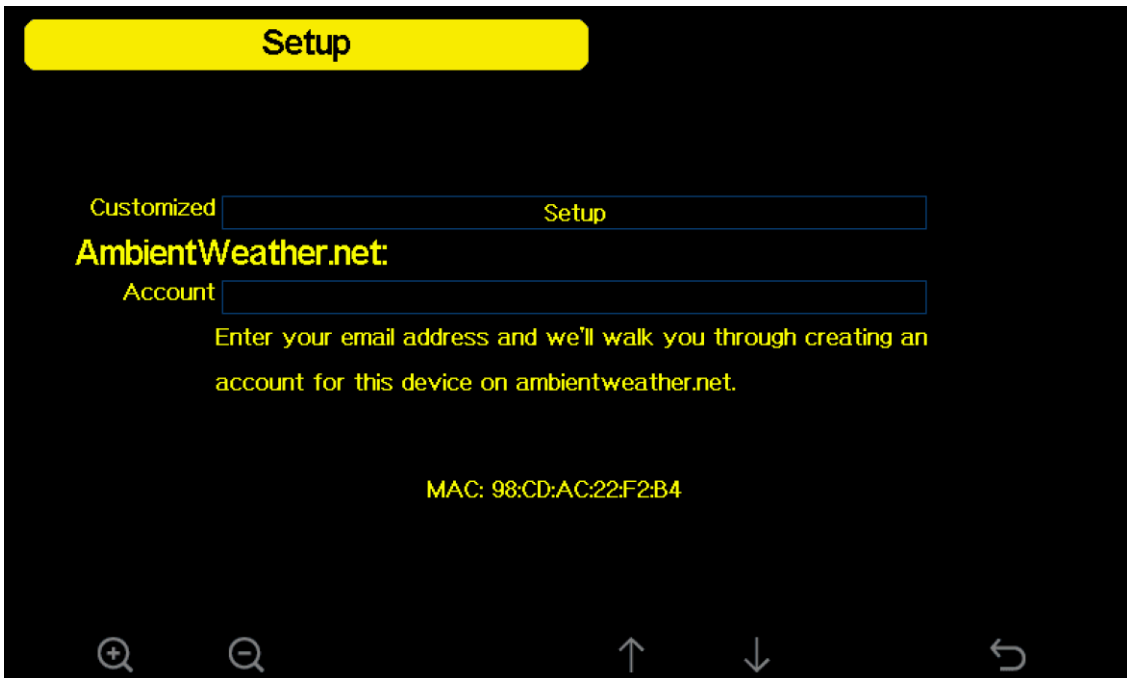 Setup
Customized Setup
AmbientWeather.net:
Account
Enter your email address and we'll walk you through creating an
account for this device on ambientweather.net.
MAC: 98:CD:AC:22:F2:B4